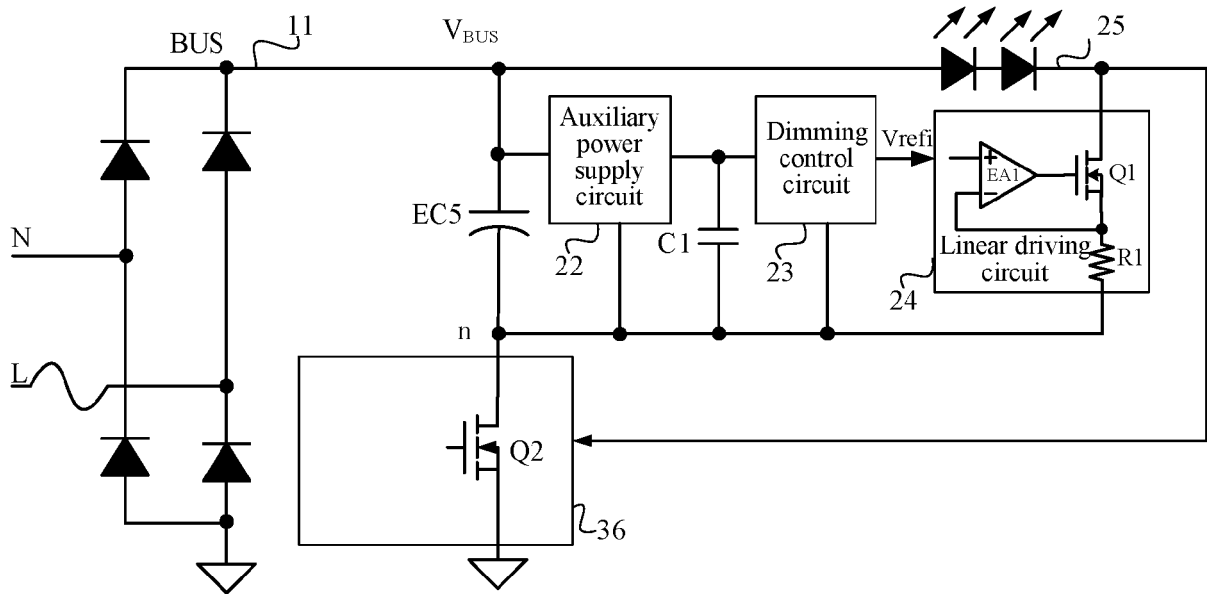 BUS
11
VBUS
25
Auxiliary
power
supply
circuit
Dimming
control
circuit
Vrefi
+
EA1
−
Q1
EC5
22
C1
23
Linear driving
circuit
R1
24
N
n
L
Q2
36